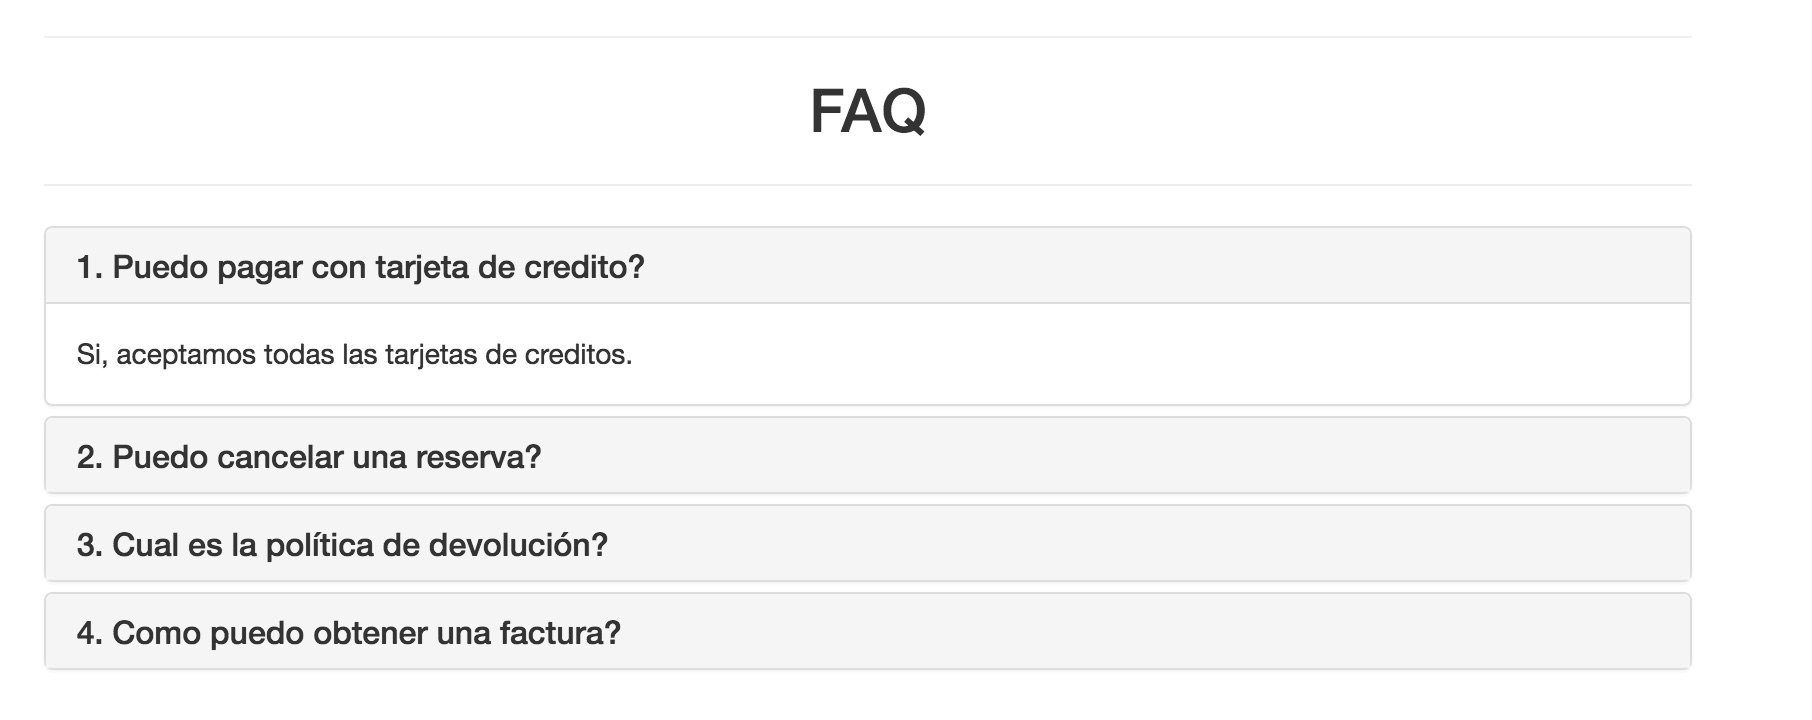 FAQ
1. Puedo pagar con tarjeta de credito?
Si, aceptamos todas las tarjetas de creditos.
2. Puedo cancelar una reserva?
3. Cual es la política de devolución?
4. Como puedo obtener una factura?